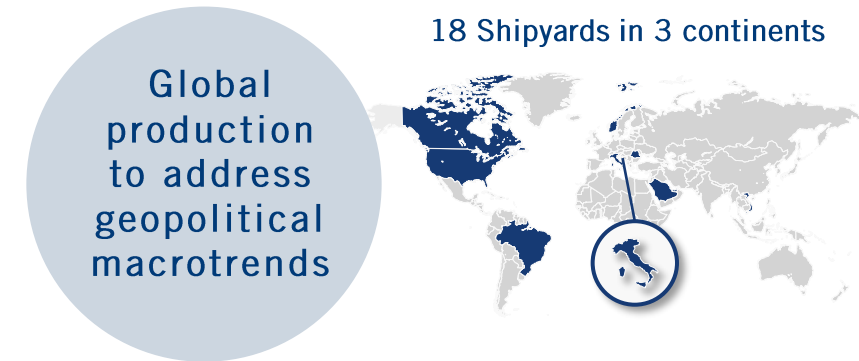 18 Shipyards in 3 continents
Global
production
to address
geopolitical
macrotrends